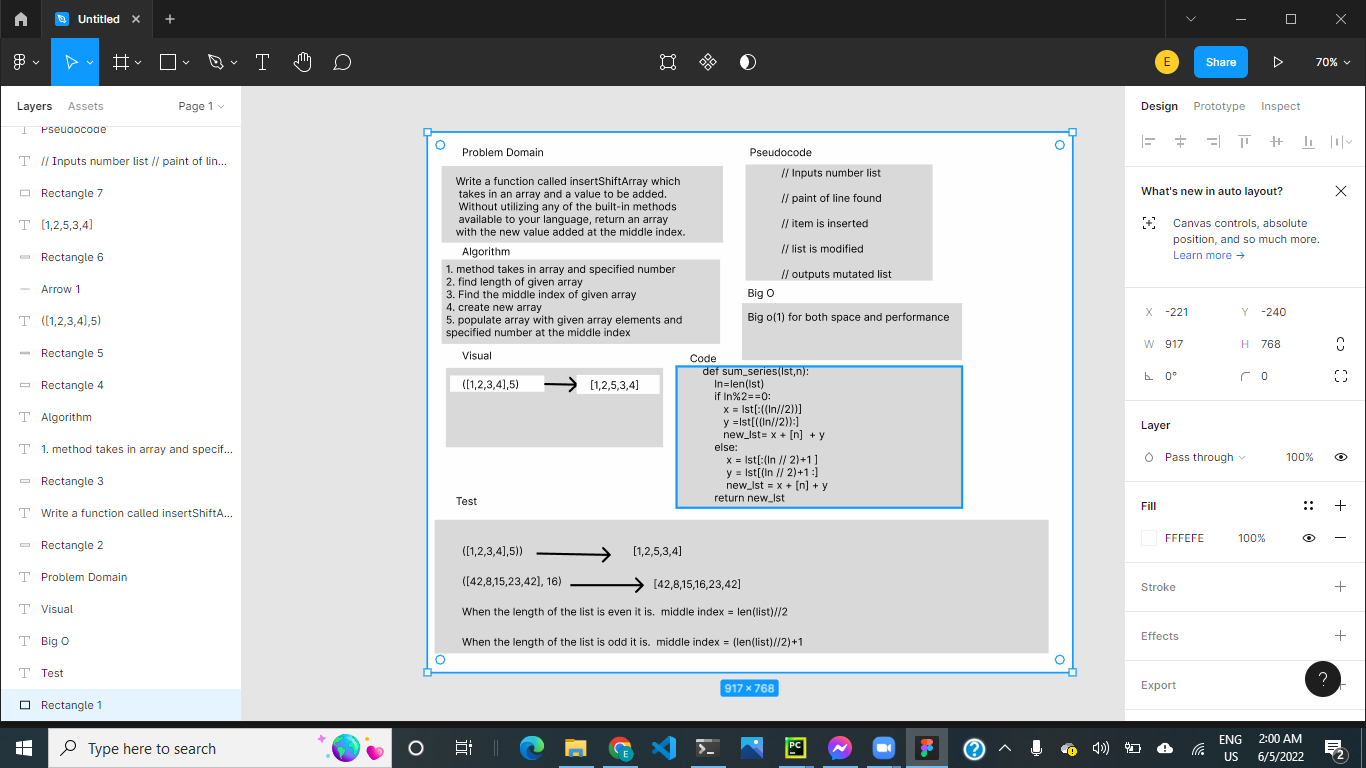 Untitled
E
Share
70%
Layers
Assets
Page 1
Pseudocode
// Inputs number list // paint of lin...
Rectangle 7
[1,2,5,3,4]
Rectangle 6
Arrow 1
([1,2,3,4],5)
Rectangle 5
Rectangle 4
Algorithm
1. method takes in array and specif...
Rectangle 3
Write a function called insertShiftA...
Rectangle 2
Problem Domain
Visual
Big O
Test
Rectangle 1
Problem Domain
Write a function called insertShiftArray which
takes in an array and a value to be added.
Without utilizing any of the built-in methods
available to your language, return an array
with the new value added at the middle index.
Algorithm
1. method takes in array and specified number
2. find length of given array
3. Find the middle index of given array
4. create new array
5. populate array with given array elements and
specified number at the middle index
Visual
([1,2,3,4],5)
[1,2,5,3,4]
Pseudocode
// Inputs number list
// paint of line found
// item is inserted
// list is modified
// outputs mutated list
Big O
Big o(1) for both space and performance
Code
def sum_series(lst,n):
ln=len(lst)
if ln%2==0:
x = lst[:((ln//2))]
y =lst[((ln//2)):]
new_lst= x + [n]  + y
else:
x = lst[:(ln // 2)+1 ]
y = lst[(ln // 2)+1 :]
new_lst = x + [n] + y
return new_lst
Test
([1,2,3,4],5))
[1,2,5,3,4]
([42,8,15,23,42], 16)
[42,8,15,16,23,42]
When the length of the list is even it is.  middle index = len(list)//2
When the length of the list is odd it is.  middle index = (len(list)//2)+1
917 × 768
Design
Prototype
Inspect
What's new in auto layout?
Canvas controls, absolute
position, and so much more.
Learn more →
X -221
Y -240
W 917
H 768
0°
0
Layer
Pass through
100%
Fill
FFFEFE
100%
Stroke
Effects
Export
?
Type here to search
E
PC
?
ENG
US
2:00 AM
6/5/2022
2